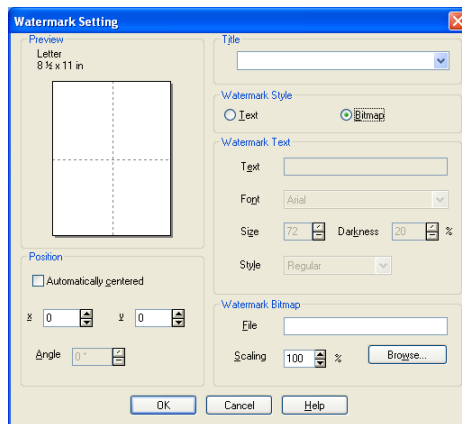 Watermark Setting
Preview
Letter
8 ½ x 11 in
Title
Watermark Style
Text
Bitmap
Watermark Text
Text
Font
Arial
Size
72
Darkness
20
%
Style
Regular
Position
Automatically centered
x
0
y
0
Angle
0 °
Watermark Bitmap
File
Scaling
100
%
Browse...
OK
Cancel
Help